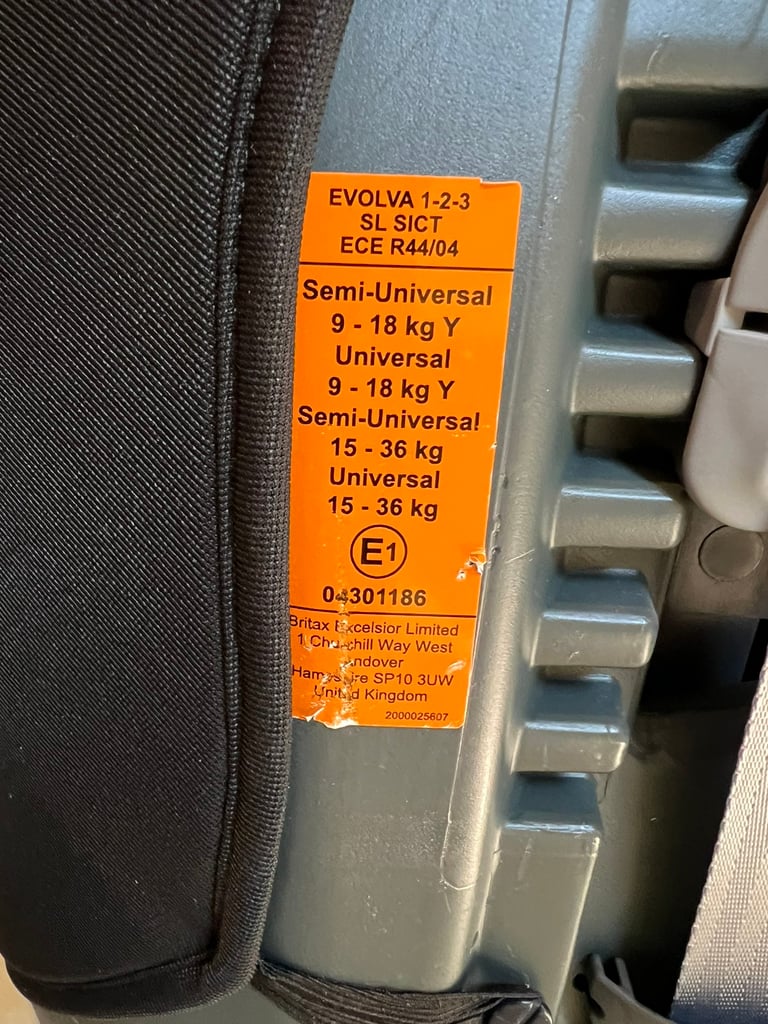 EVOLVA 1-2-3
SL SICT
ECE R44/04
Semi-Universal
9 - 18 kg Y
Universal
9 - 18 kg Y
Semi-Universal
15 - 36 kg
Universal
15 - 36 kg
E1
04301186
Britax Excelsior Limited
1 Churchill Way West
Andover
Hampshire SP10 3UW
United Kingdom
2000025607